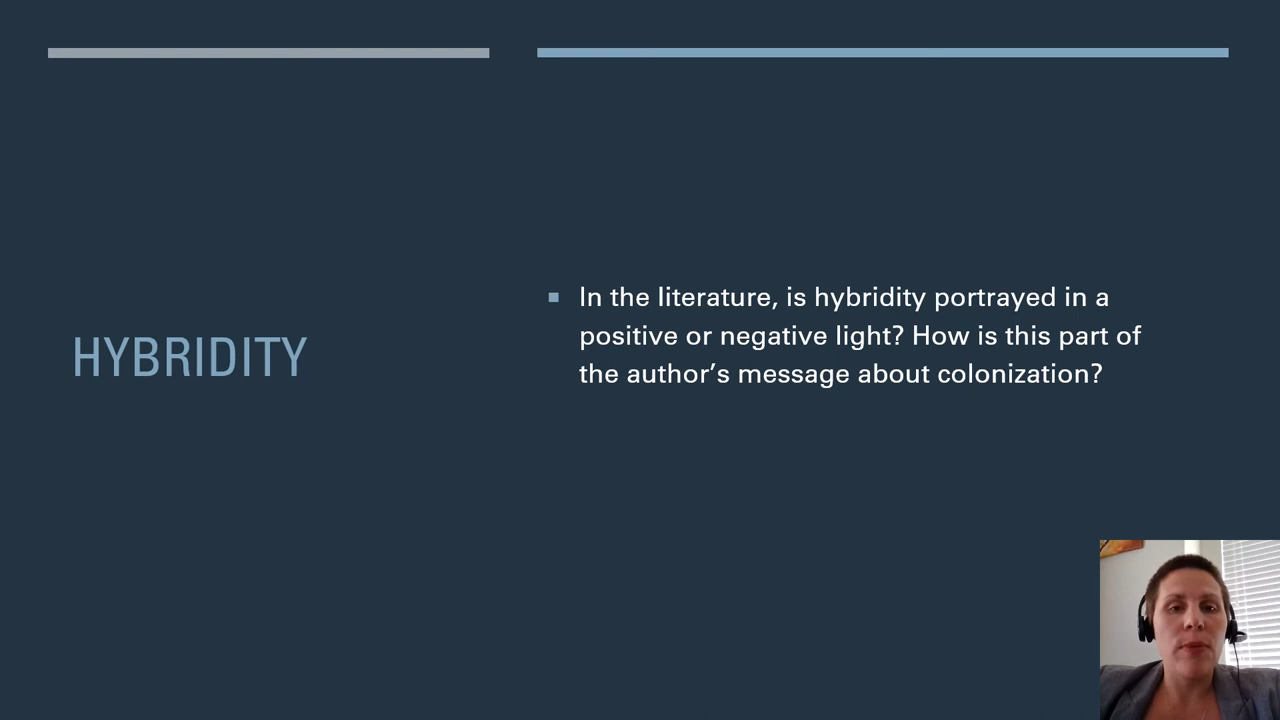 HYBRIDITY
In the literature, is hybridity portrayed in a
positive or negative light? How is this part of
the author’s message about colonization?